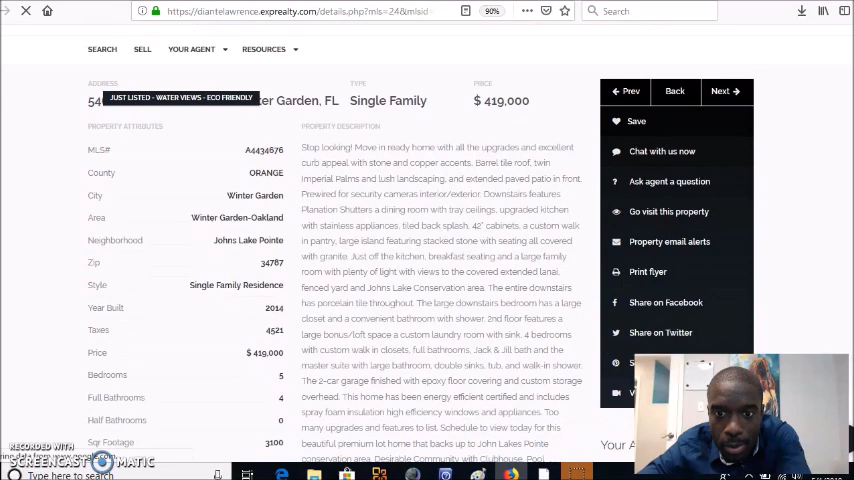 https://diantelawrence.exprealty.com/details.php?mls=24&mlsid=
90%
Search
SEARCH SELL YOUR AGENT RESOURCES
ADDRESS TYPE PRICE
JUST LISTED - WATER VIEWS - ECO FRIENDLY
Garden, FL Single Family $ 419,000
PROPERTY ATTRIBUTES
MLS# A4434676
County ORANGE
City Winter Garden
Area Winter Garden-Oakland
Neighborhood Johns Lake Pointe
Zip 34787
Style Single Family Residence
Year Built 2014
Taxes 4521
Price $ 419,000
Bedrooms 5
Full Bathrooms 4
Half Bathrooms 0
Sqr Footage 3100
PROPERTY DESCRIPTION
Stop looking! Move in ready home with all the upgrades and excellent
curb appeal with stone and copper accents. Barrel tile roof, twin
Imperial Palms and lush landscaping, and extended paved patio in front.
Prewired for security cameras interior/exterior. Downstairs features
Planation Shutters a dining room with tray ceilings, upgraded kitchen
with stainless appliances, tiled back splash, 42" cabinets, a custom walk
in pantry, large island featuring stacked stone with seating all covered
with granite. Just off the kitchen, breakfast seating and a large family
room with plenty of light with views to the covered extended lanai,
fenced yard and Johns Lake Conservation area. The entire downstairs
has porcelain tile throughout. The large downstairs bedroom has a large
closet and a convenient bathroom with shower. 2nd floor features a
large bonus/loft space a custom laundry room with sink. 4 bedrooms
with custom walk in closets, full bathrooms, Jack & Jill bath and the
master suite with large bathroom, double sinks, tub, and walk-in shower.
The 2-car garage finished with epoxy floor covering and custom storage
overhead. This home has been energy efficient certified and includes
spray foam insulation high efficiency windows and appliances. Too
many upgrades and features to list. Schedule to view today for this
beautiful premium lot home that backs up to John Lakes Pointe
conservation area. Desirable Community with Clubhouse, Pool
Prev Back Next
Save
Chat with us now
Ask agent a question
Go visit this property
Property email alerts
Print flyer
Share on Facebook
Share on Twitter
Your A
RECORDED WITH
SCREENCAST MATIC
Type here to search